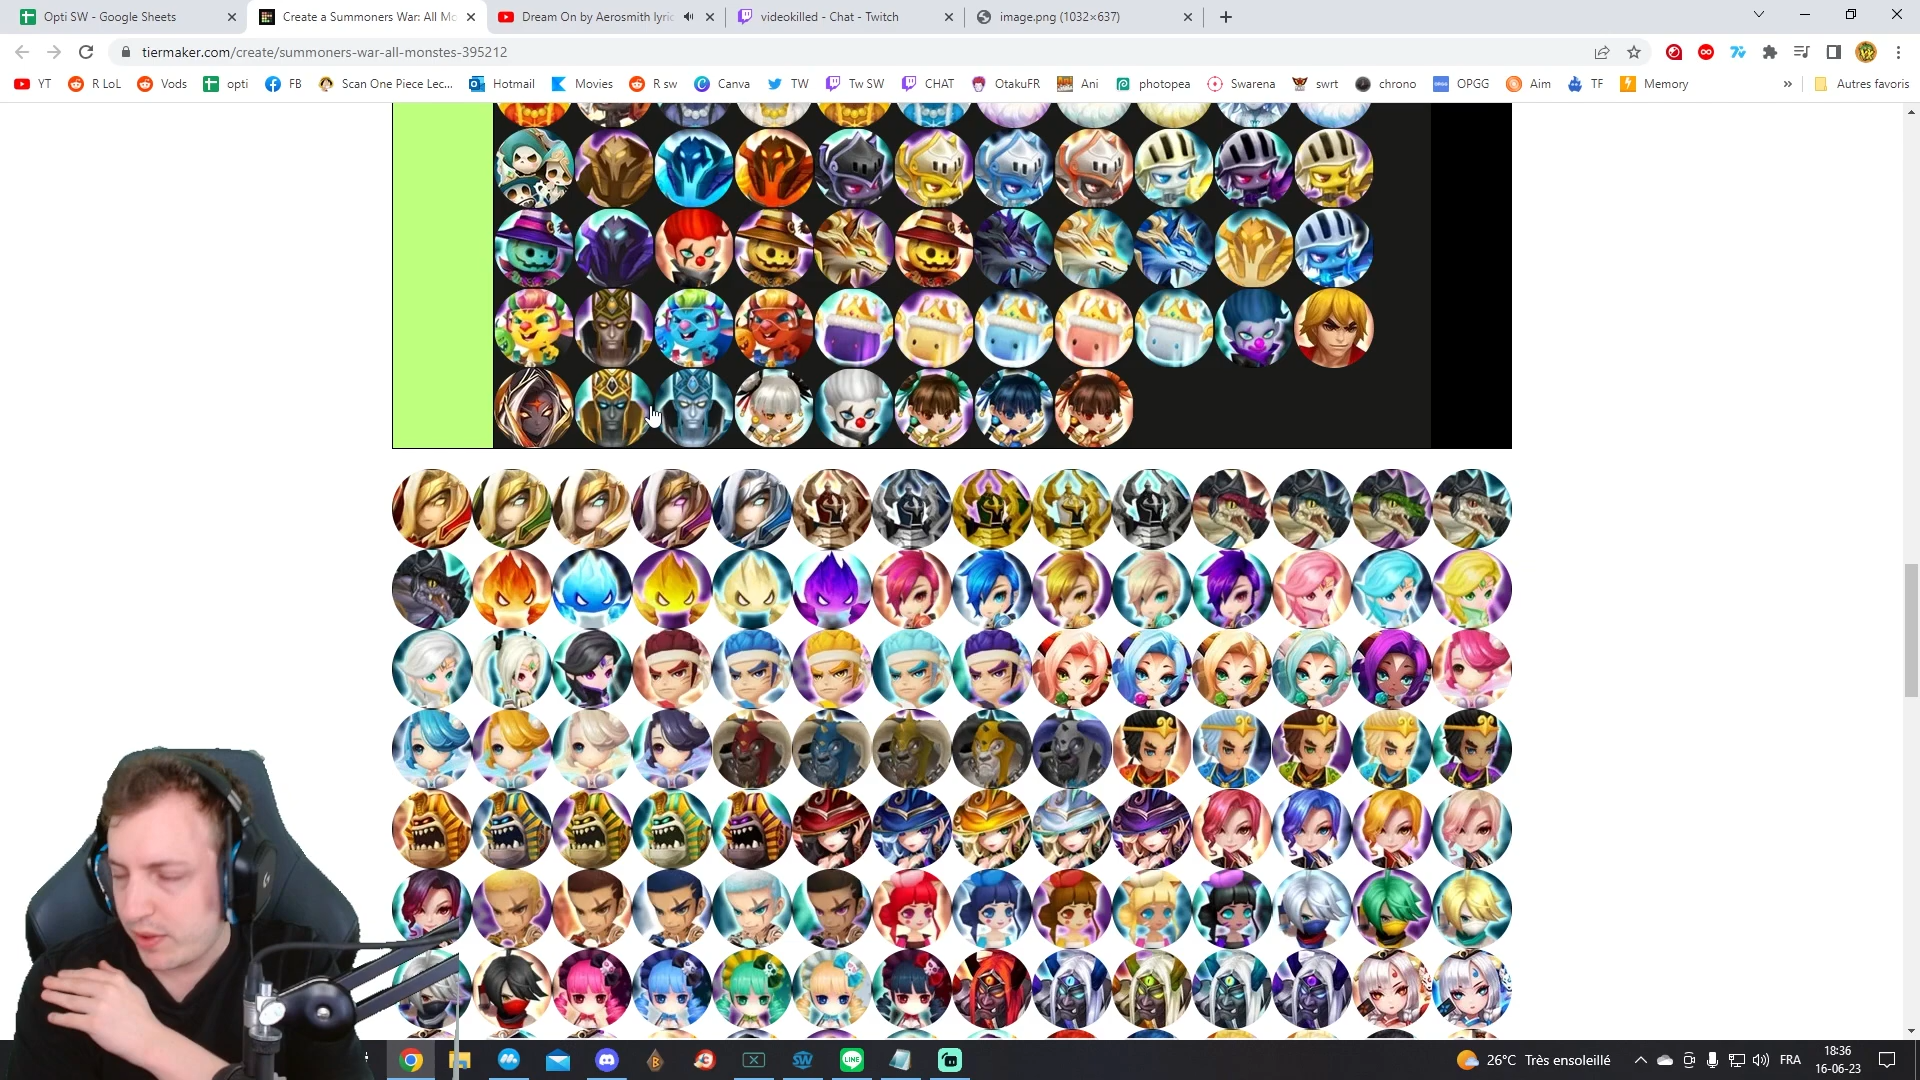 Opti SW - Google Sheets
Create a Summoners War: All Mo
Dream On by Aerosmith lyric
videokilled - Chat - Twitch
image.png (1032×637)
tiermaker.com/create/summoners-war-all-monstes-395212
YT
R LoL
Vods
opti
FB
Scan One Piece Lec...
Hotmail
Movies
R sw
Canva
TW
Tw SW
CHAT
OtakuFR
Ani
photopea
Swarena
swrt
chrono
OPGG
Aim
TF
Memory
»
Autres favoris
LINE
26°C Très ensoleillé
FRA
18:36
16-06-23